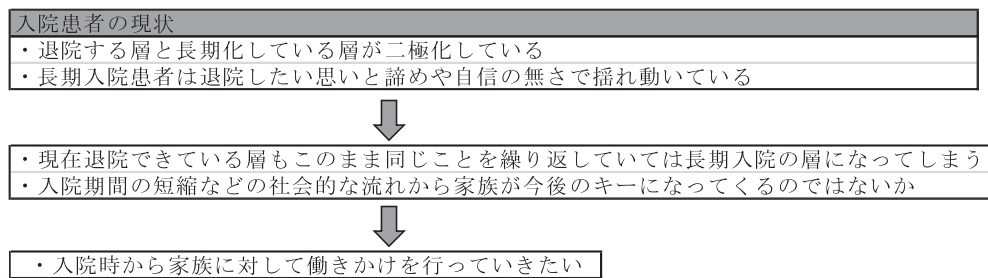 入院患者の現状
・退院する層と長期化している層が二極化している
・長期入院患者は退院したい思いと諦めや自信の無さで揺れ動いている
・現在退院できている層もこのまま同じことを繰り返していては長期入院の層になってしまう
・入院期間の短縮などの社会的な流れから家族が今後のキーになってくるのではないか
・入院時から家族に対して働きかけを行っていきたい